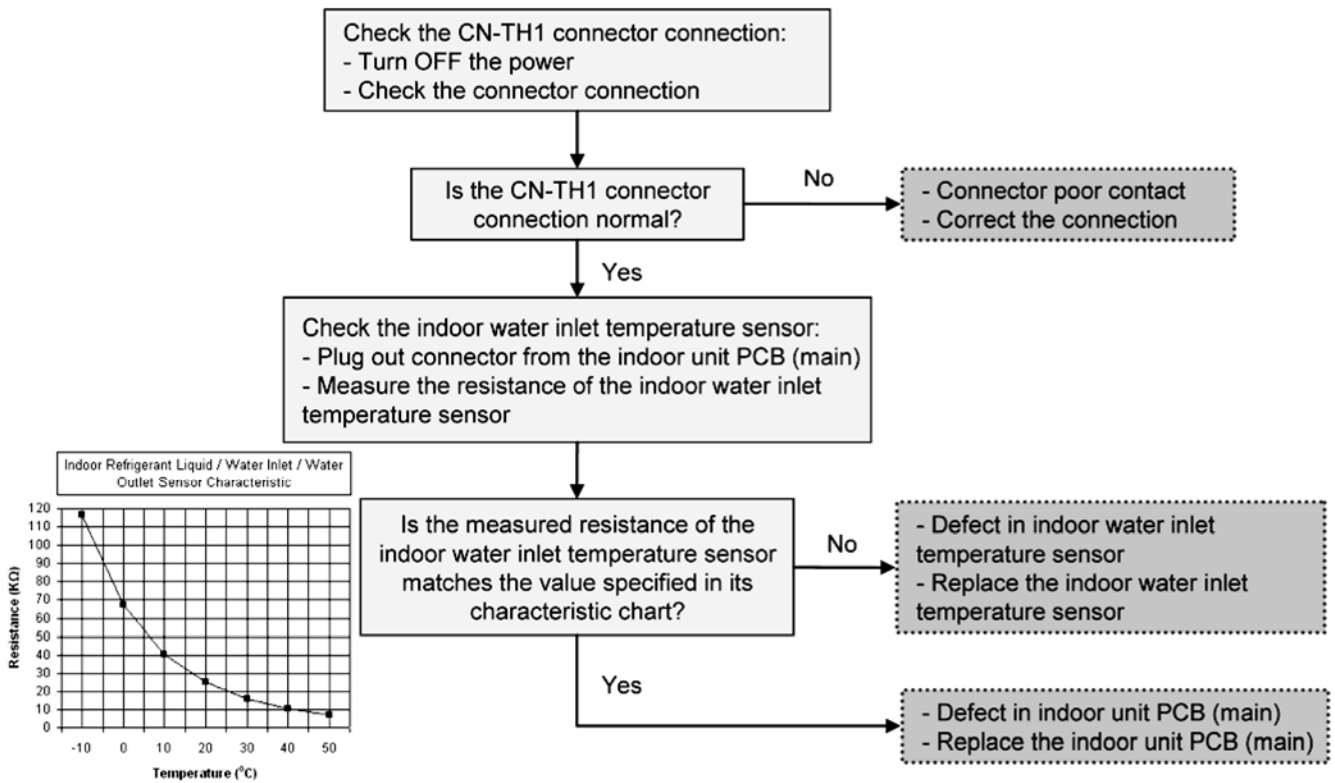 Check the CN-TH1 connector connection:
- Turn OFF the power
- Check the connector connection
Is the CN-TH1 connector
connection normal?
No
- Connector poor contact
- Correct the connection
Yes
Check the indoor water inlet temperature sensor:
- Plug out connector from the indoor unit PCB (main)
- Measure the resistance of the indoor water inlet
temperature sensor
Indoor Refrigerant Liquid / Water Inlet / Water
Outlet Sensor Characteristic
Resistance (KΩ)
120
110
100
90
80
70
60
50
40
30
20
10
0
-10 0 10 20 30 40 50
Temperature (⁰C)
Is the measured resistance of the
indoor water inlet temperature sensor
matches the value specified in its
characteristic chart?
No
- Defect in indoor water inlet
temperature sensor
- Replace the indoor water inlet
temperature sensor
Yes
- Defect in indoor unit PCB (main)
- Replace the indoor unit PCB (main)